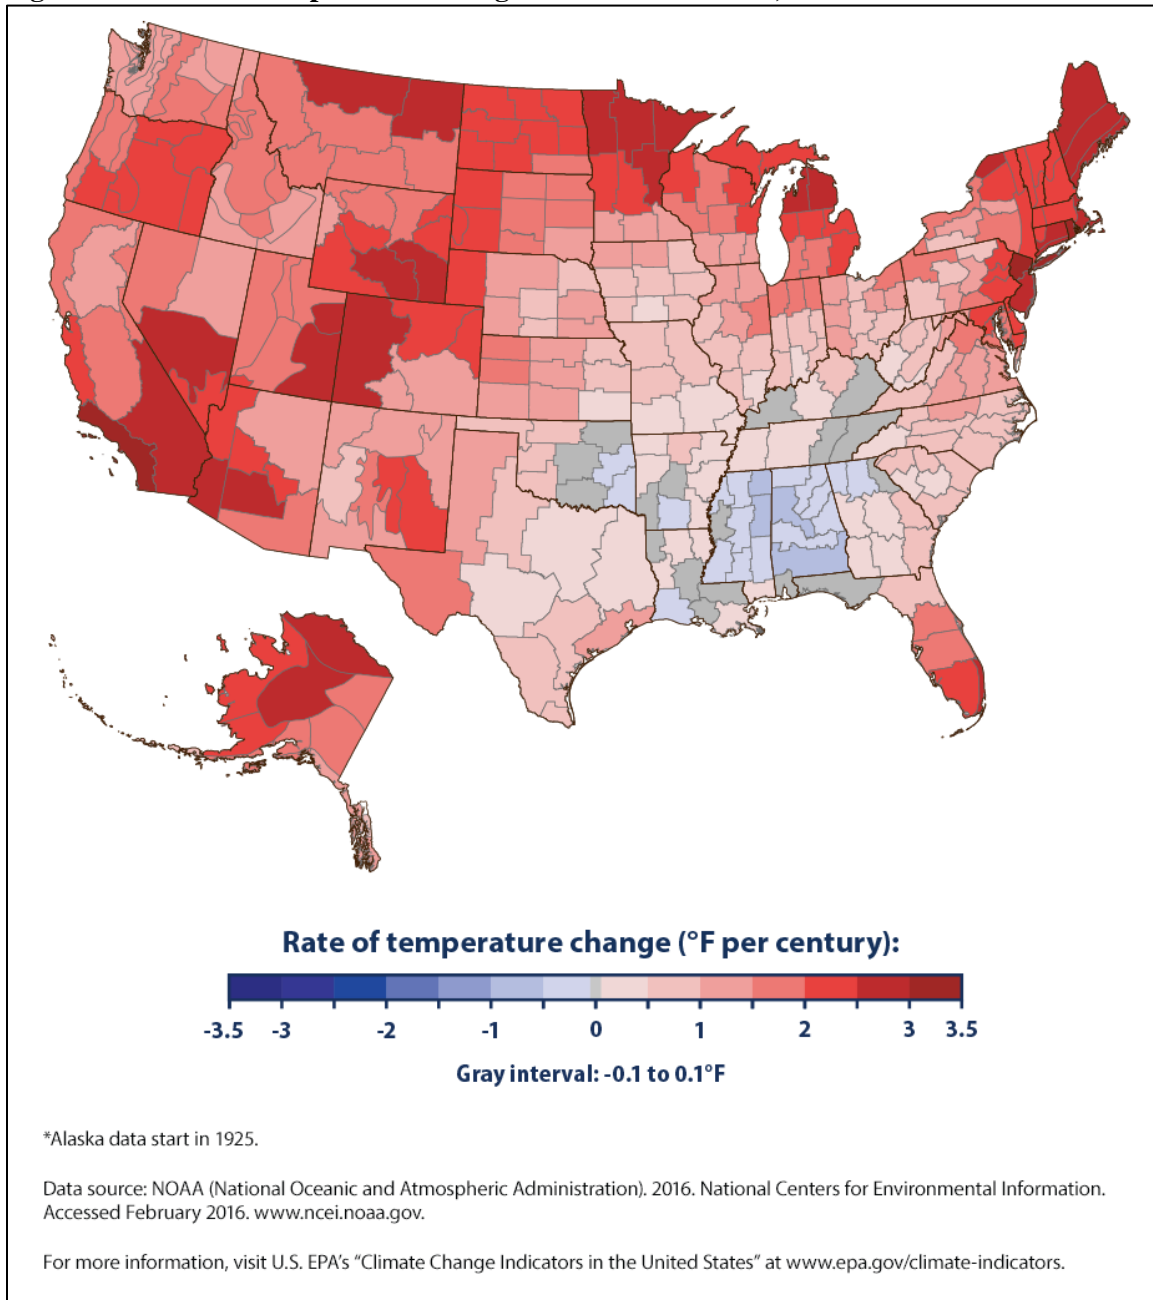 Rate of temperature change (°F per century):
-3.5 -3 -2 -1 0 1 2 3 3.5
Gray interval: -0.1 to 0.1°F
*Alaska data start in 1925.
Data source: NOAA (National Oceanic and Atmospheric Administration). 2016. National Centers for Environmental Information.
Accessed February 2016. www.ncei.noaa.gov.
For more information, visit U.S. EPA's “Climate Change Indicators in the United States” at www.epa.gov/climate-indicators.